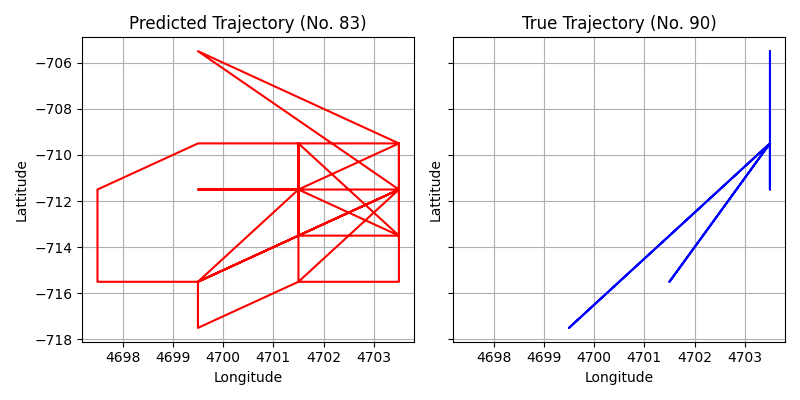 Predicted Trajectory (No. 83)
True Trajectory (No. 90)
Lattitude
−706
−708
−710
−712
−714
−716
−718
4698 4699 4700 4701 4702 4703
Longitude
Lattitude
4698 4699 4700 4701 4702 4703
Longitude